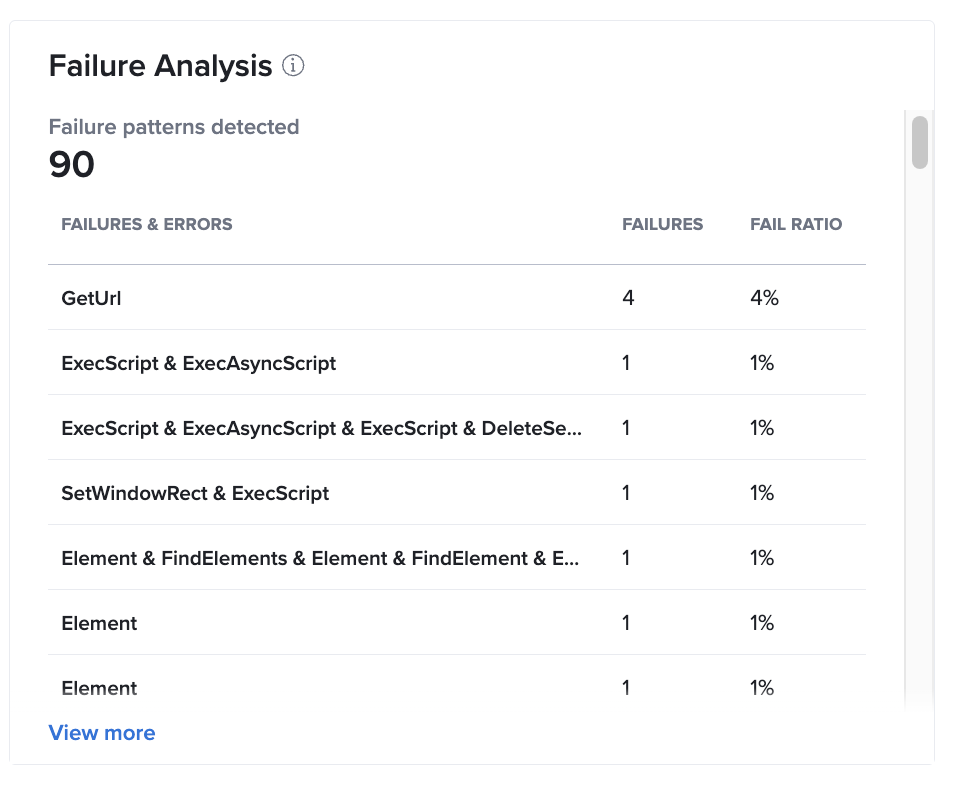 Failure Analysis
Failure patterns detected
90
FAILURES & ERRORS FAILURES FAIL RATIO
GetUrl 4 4%
ExecScript & ExecAsyncScript 1 1%
ExecScript & ExecAsyncScript & ExecScript & DeleteSe... 1 1%
SetWindowRect & ExecScript 1 1%
Element & FindElements & Element & FindElement & E... 1 1%
Element 1 1%
Element 1 1%
View more